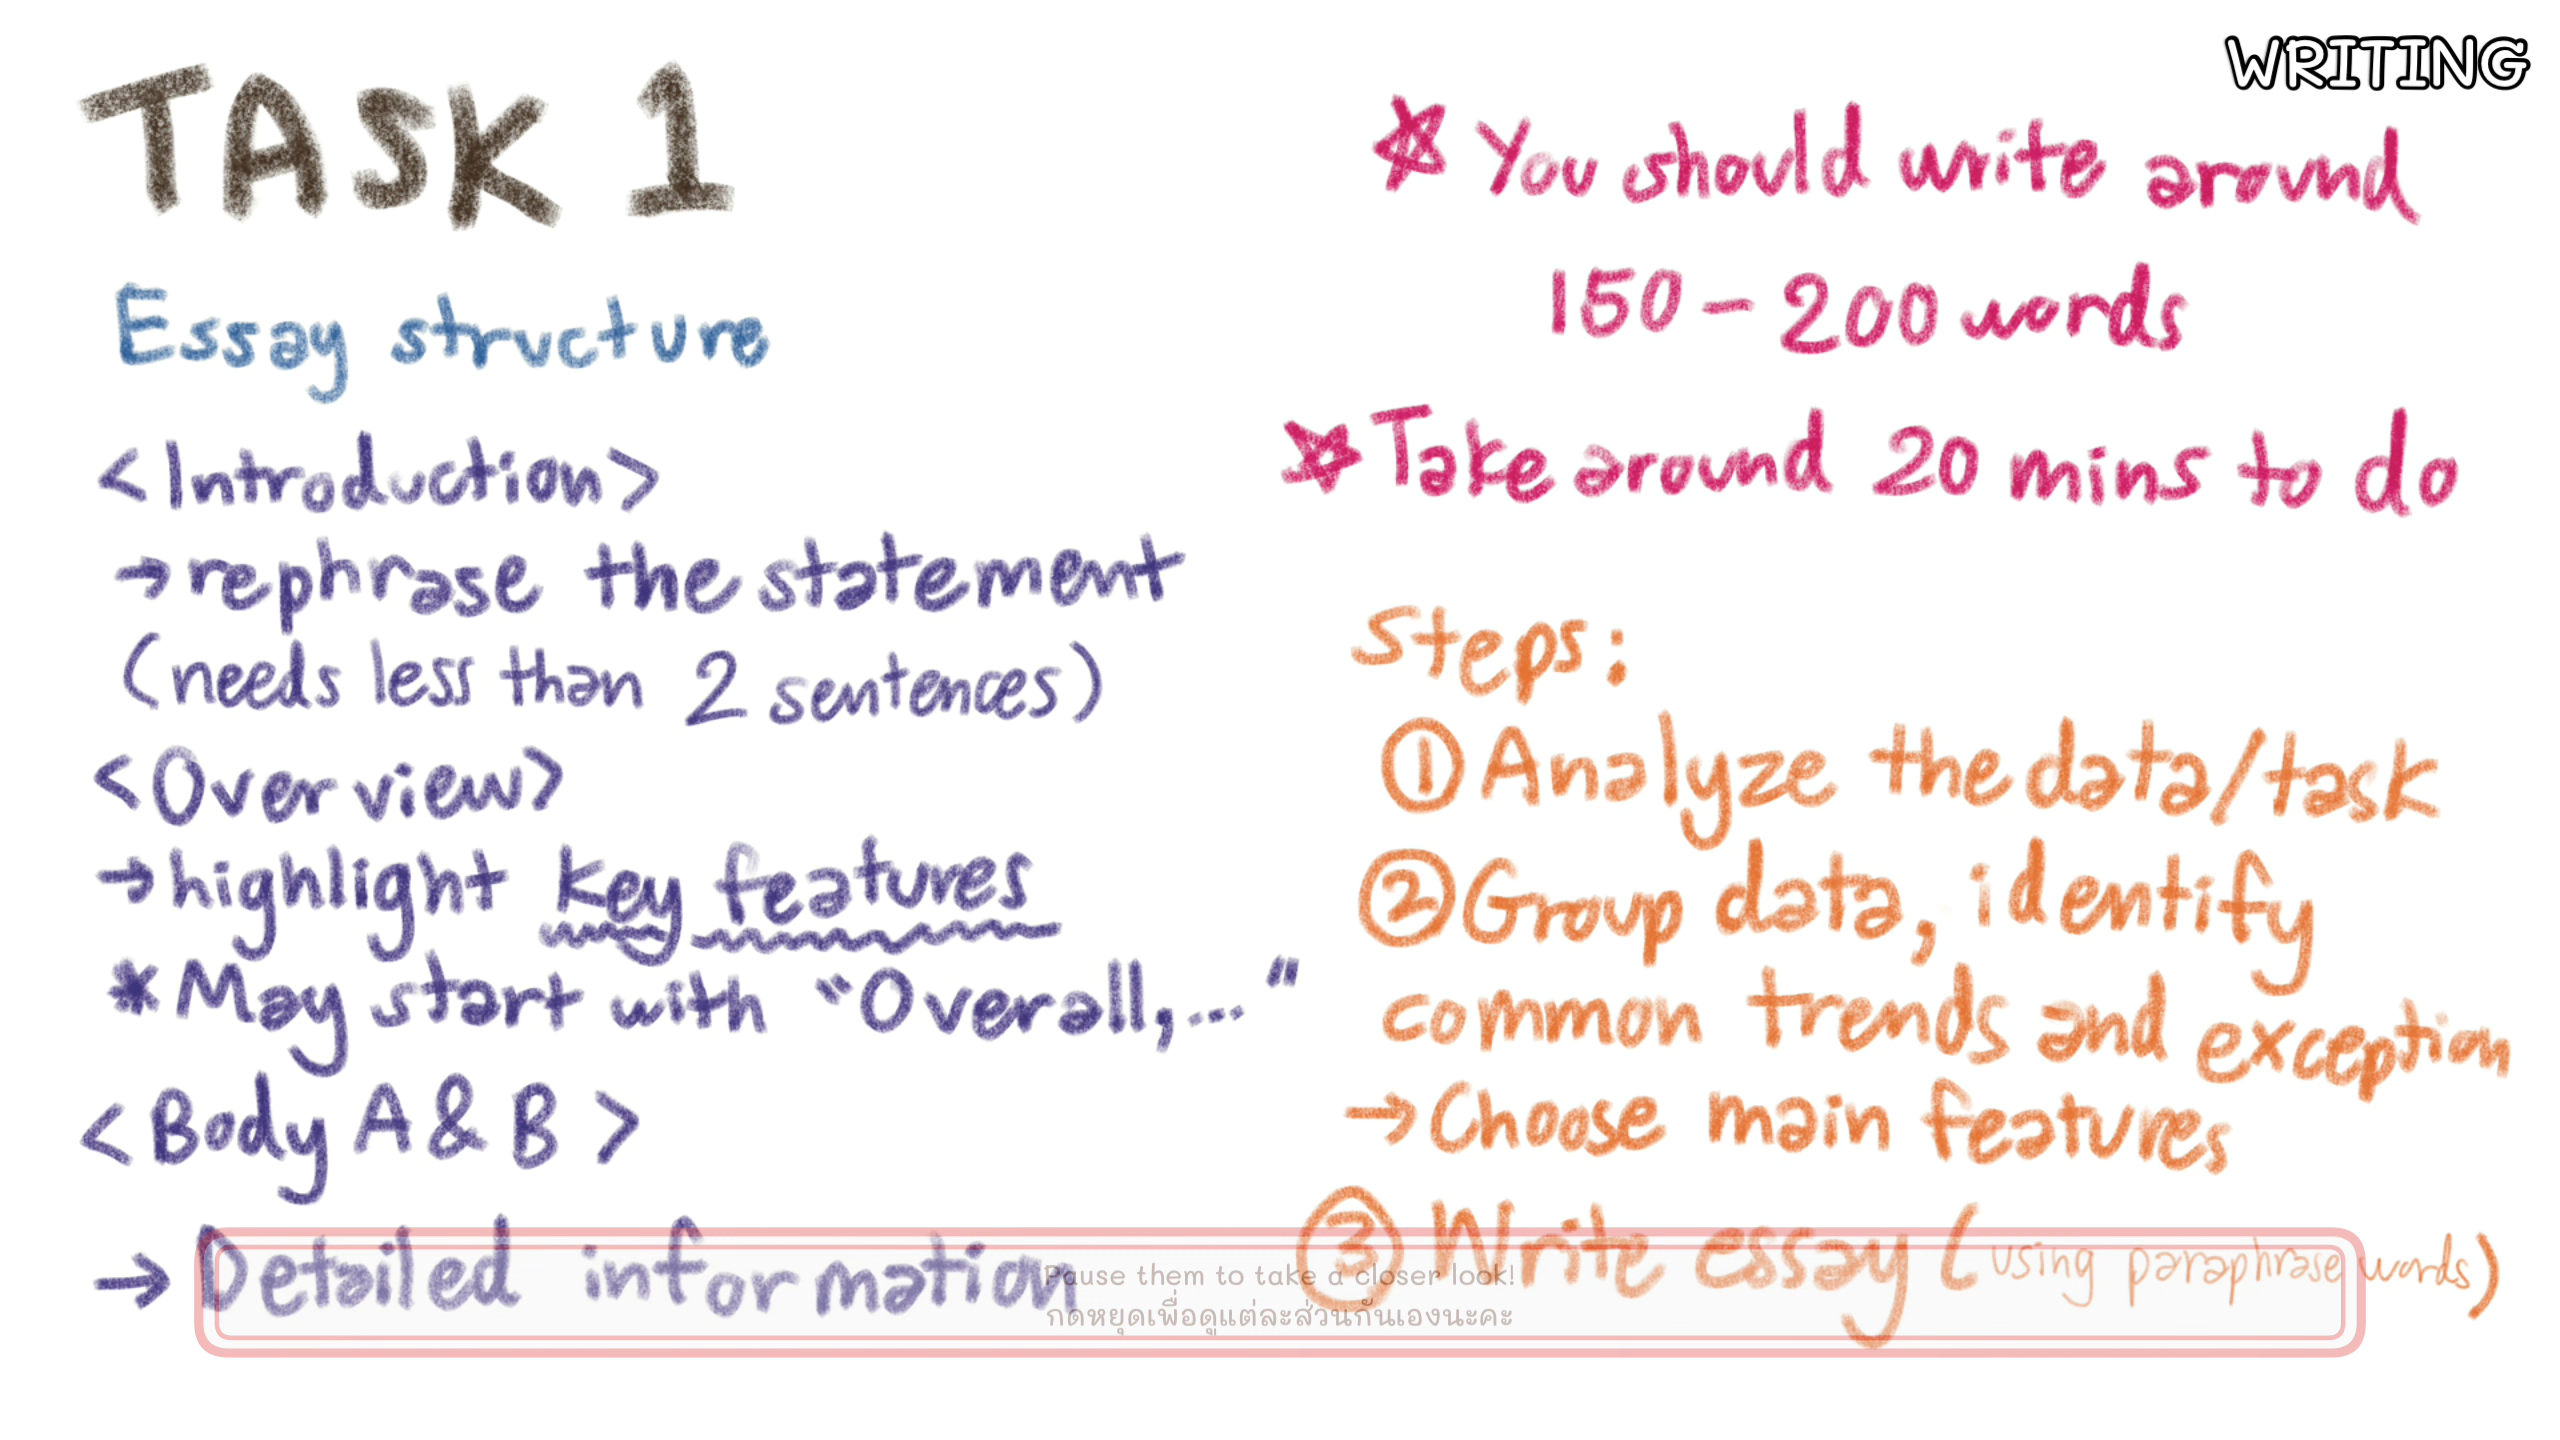 WRITING
TASK 1
Essay structure
<Introduction>
→rephrase the statement
(needs less than 2 sentences)
<Overview>
→highlight key features
*May start with "Overall,..."
<Body A & B>
→ Detailed information
☆ You should write around
150 - 200 words
☆ Take around 20 mins to do
Steps:
① Analyze the data/task
② Group data, identify
common trends and exception
→ Choose main features
③ Write essay (using paraphrase words)
Pause them to take a closer look!
กดหยุดเพื่อดูแต่ละส่วนกันเองนะคะ